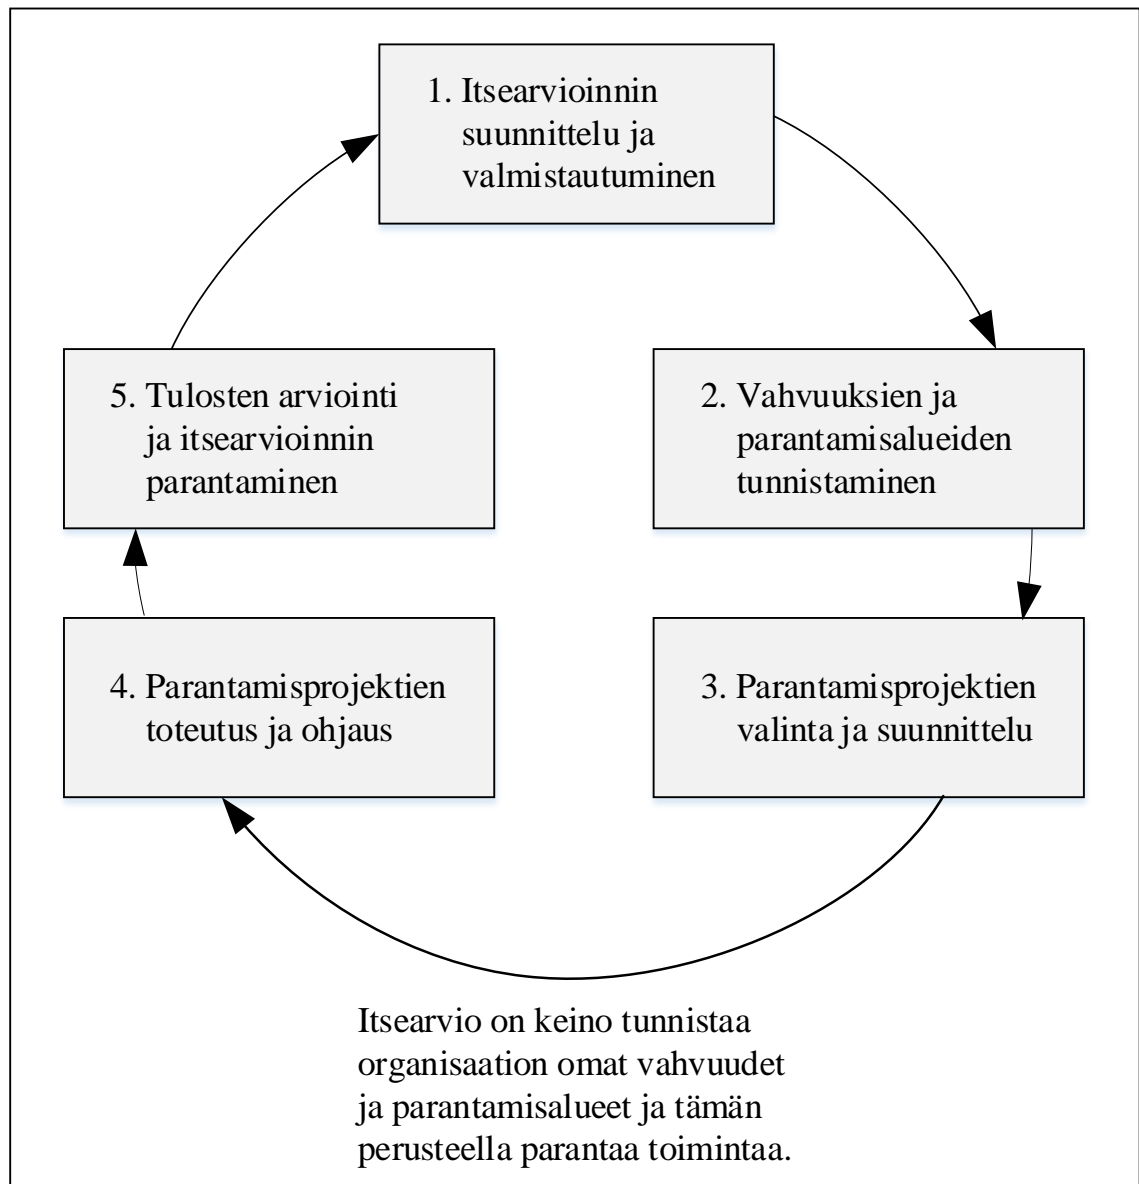 1. Itsearvioinnin
suunnittelu ja
valmistautuminen
2. Vahvuuksien ja
parantamisalueiden
tunnistaminen
3. Parantamisprojektien
valinta ja suunnittelu
4. Parantamisprojektien
toteutus ja ohjaus
5. Tulosten arviointi
ja itsearvioinnin
parantaminen
Itsearvio on keino tunnistaa
organisaation omat vahvuudet
ja parantamisalueet ja tämän
perusteella parantaa toimintaa.